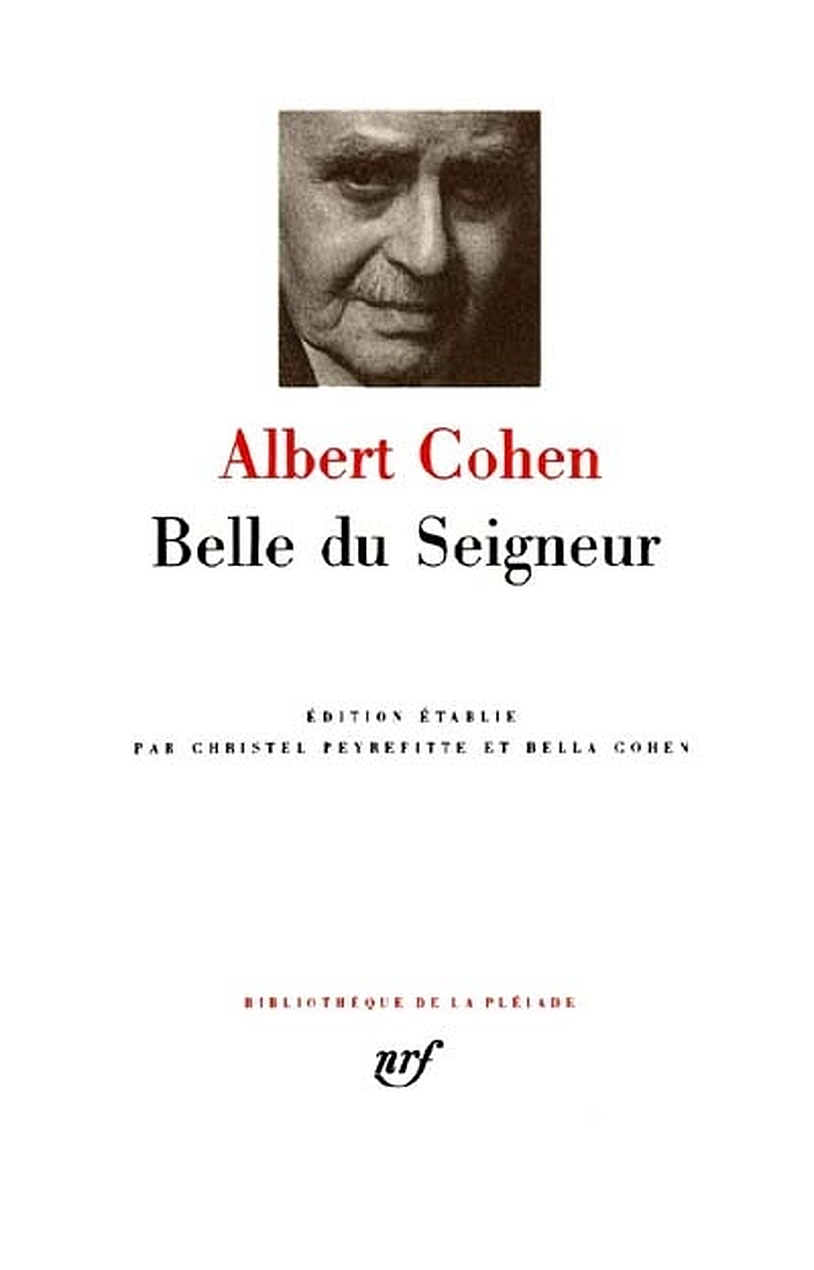 Albert Cohen
Belle du Seigneur
ÉDITION ÉTABLIE
PAR CHRISTEL PEYREFITTE ET BELLA COHEN
BIBLIOTHÈQUE DE LA PLÉIADE
nrf